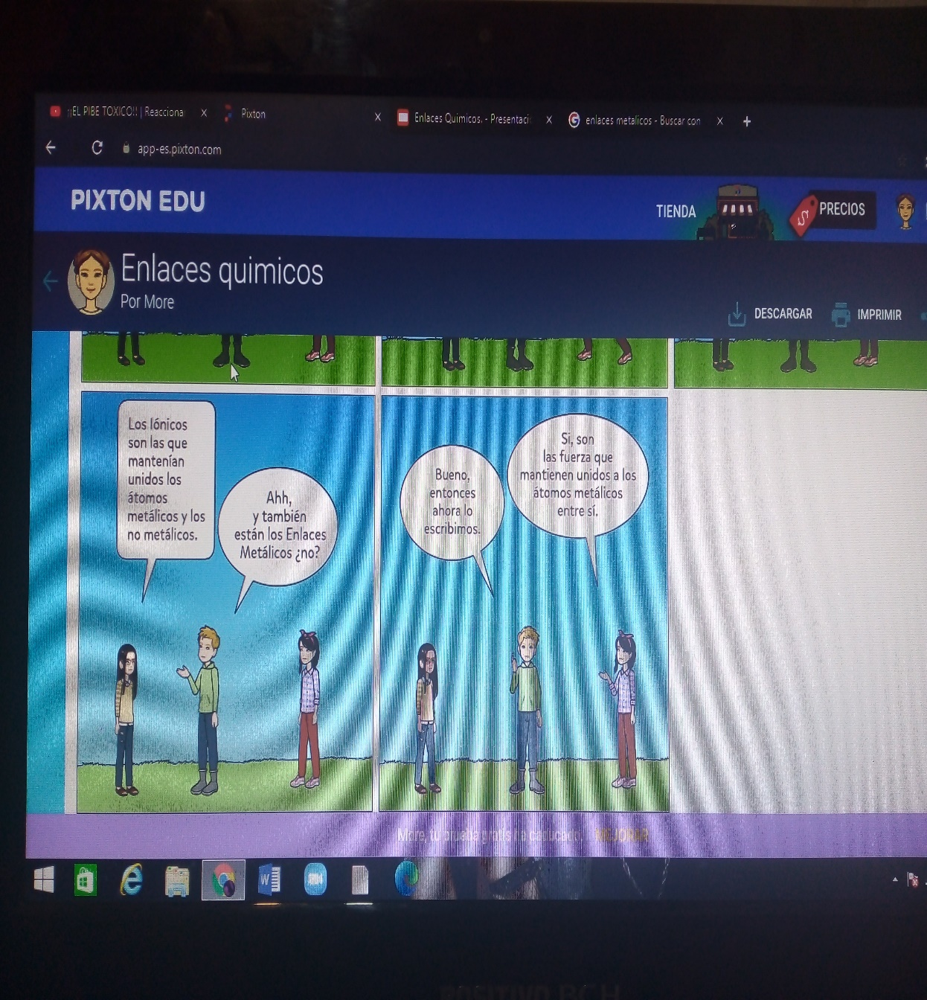 ¡¡EL PIBE TOXICO!! | Reacciona
Pixton
Enlaces Quimicos. - Presentaci
enlaces metalicos - Buscar con
app-es.pixton.com
PIXTON EDU
TIENDA
PRECIOS
Enlaces quimicos
Por More
DESCARGAR
IMPRIMIR
Los Iónicos
son las que
mantenían
unidos los
átomos
metálicos y los
no metálicos.
Ahh,
y también
están los Enlaces
Metálicos ¿no?
Bueno,
entonces
ahora lo
escribimos.
Si, son
las fuerza que
mantienen unidos a los
átomos metálicos
entre sí.
More, tu prueba gratis ha caducado. MEJORAR